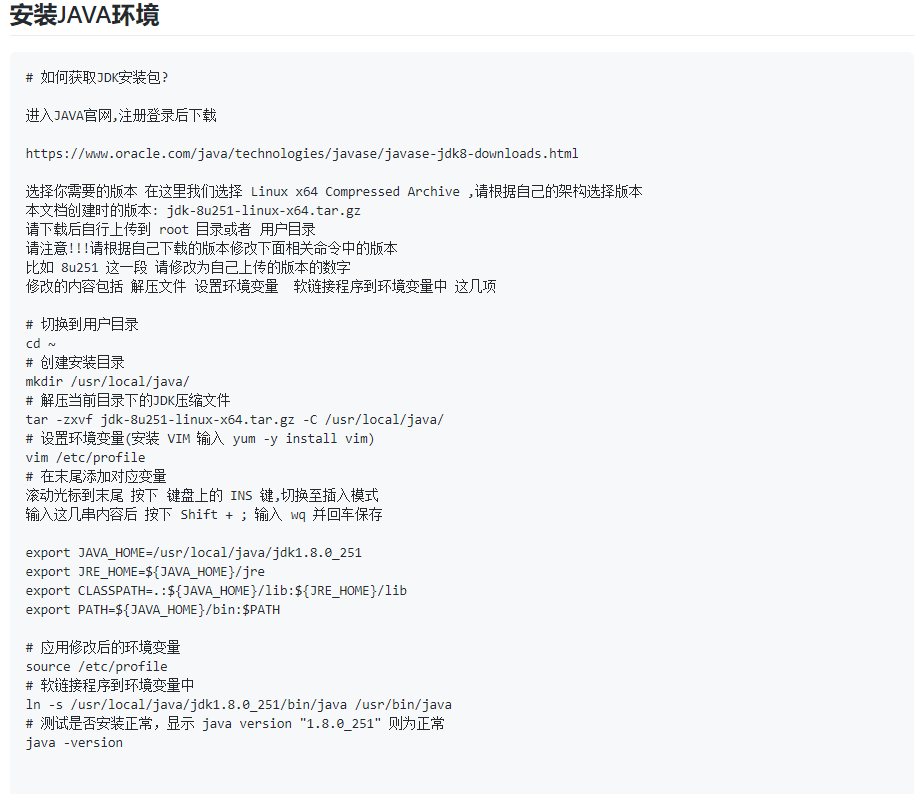 安装JAVA环境
# 如何获取JDK安装包?
进入JAVA官网,注册登录后下载
https://www.oracle.com/java/technologies/javase/javase-jdk8-downloads.html
选择你需要的版本 在这里我们选择 Linux x64 Compressed Archive ,请根据自己的架构选择版本
本文档创建时的版本: jdk-8u251-linux-x64.tar.gz
请下载后自行上传到 root 目录或者 用户目录
请注意!!!请根据自己下载的版本修改下面相关命令中的版本
比如 8u251 这一段 请修改为自己上传的版本的数字
修改的内容包括 解压文件 设置环境变量  软链接程序到环境变量中 这几项
# 切换到用户目录
cd ~
# 创建安装目录
mkdir /usr/local/java/
# 解压当前目录下的JDK压缩文件
tar -zxvf jdk-8u251-linux-x64.tar.gz -C /usr/local/java/
# 设置环境变量(安装 VIM 输入 yum -y install vim)
vim /etc/profile
# 在末尾添加对应变量
滚动光标到末尾 按下 键盘上的 INS 键,切换至插入模式
输入这几串内容后 按下 Shift + ; 输入 wq 并回车保存
export JAVA_HOME=/usr/local/java/jdk1.8.0_251
export JRE_HOME=${JAVA_HOME}/jre
export CLASSPATH=.:${JAVA_HOME}/lib:${JRE_HOME}/lib
export PATH=${JAVA_HOME}/bin:$PATH
# 应用修改后的环境变量
source /etc/profile
# 软链接程序到环境变量中
ln -s /usr/local/java/jdk1.8.0_251/bin/java /usr/bin/java
# 测试是否安装正常，显示 java version "1.8.0_251" 则为正常
java -version